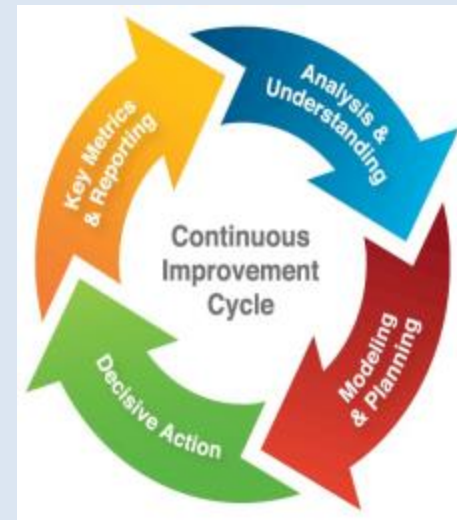 Analysis &
Understanding
Modeling
& Planning
Decisive Action
Key Metrics
& Reporting
Continuous
Improvement
Cycle